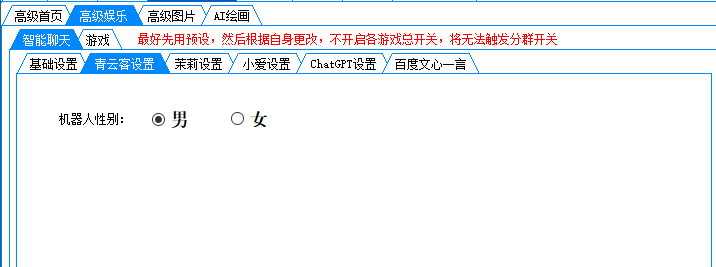 高级首页 高级娱乐 高级图片 AI绘画
智能聊天 游戏 最好先用预设，然后根据自身更改，不开启各游戏总开关，将无法触发分群开关
基础设置 青云客设置 茉莉设置 小爱设置 ChatGPT设置 百度文心一言
机器人性别： 男 女